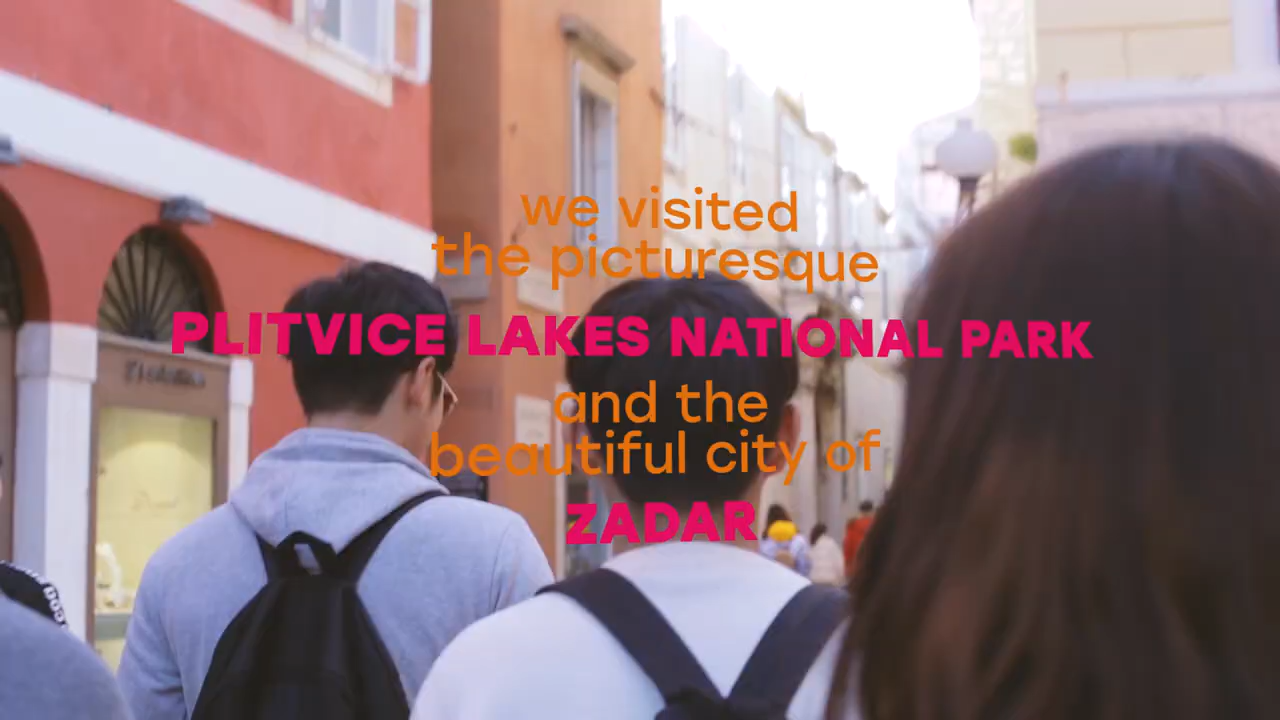 we visited
the picturesque
PLITVICE LAKES NATIONAL PARK
and the
beautiful city of
ZADAR